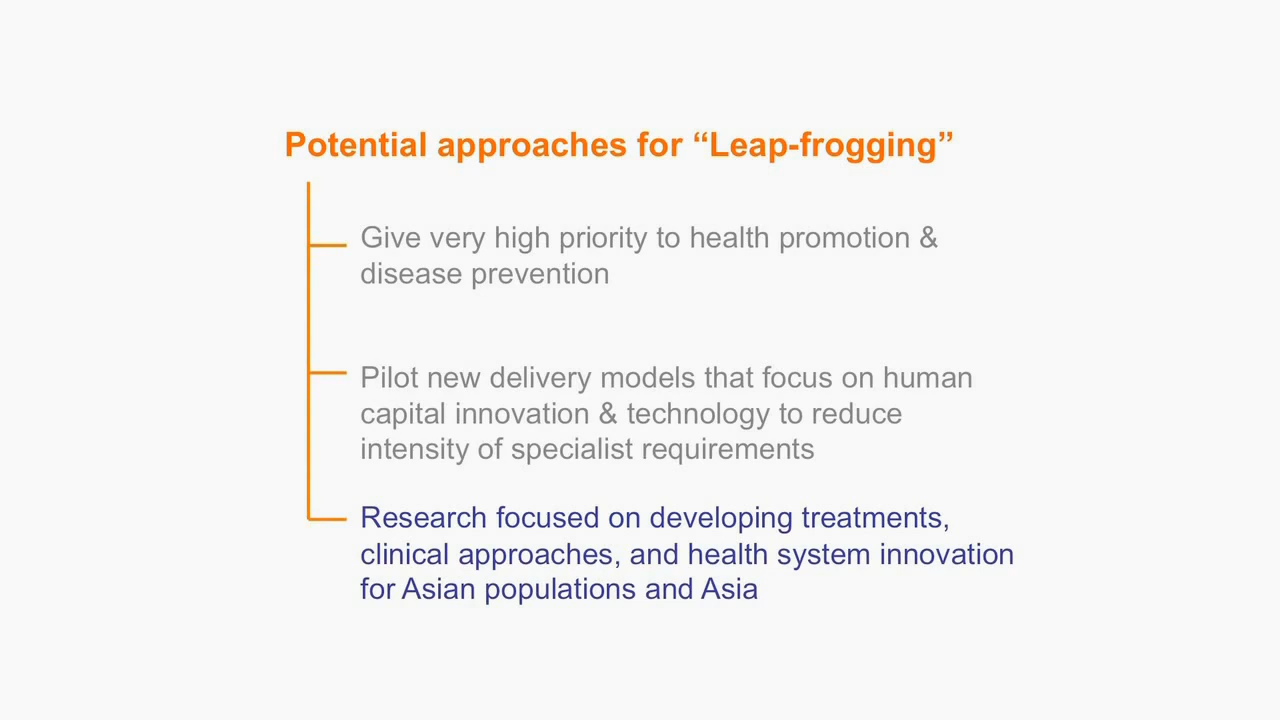 Potential approaches for “Leap-frogging”
Give very high priority to health promotion &
disease prevention
Pilot new delivery models that focus on human
capital innovation & technology to reduce
intensity of specialist requirements
Research focused on developing treatments,
clinical approaches, and health system innovation
for Asian populations and Asia